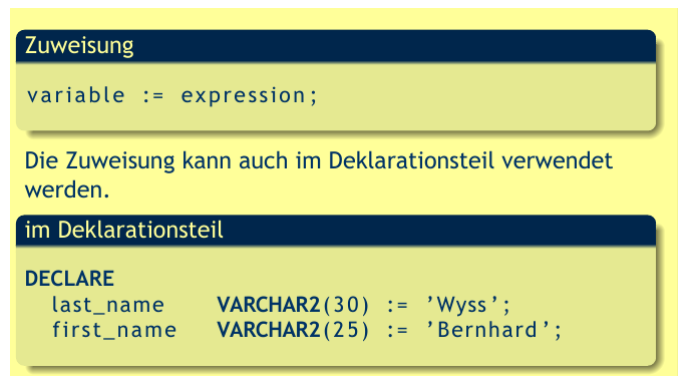 Zuweisung
variable := expression;
Die Zuweisung kann auch im Deklarationsteil verwendet
werden.
im Deklarationsteil
DECLARE
last_name VARCHAR2(30) := ’Wyss’;
first_name VARCHAR2(25) := ’Bernhard’;